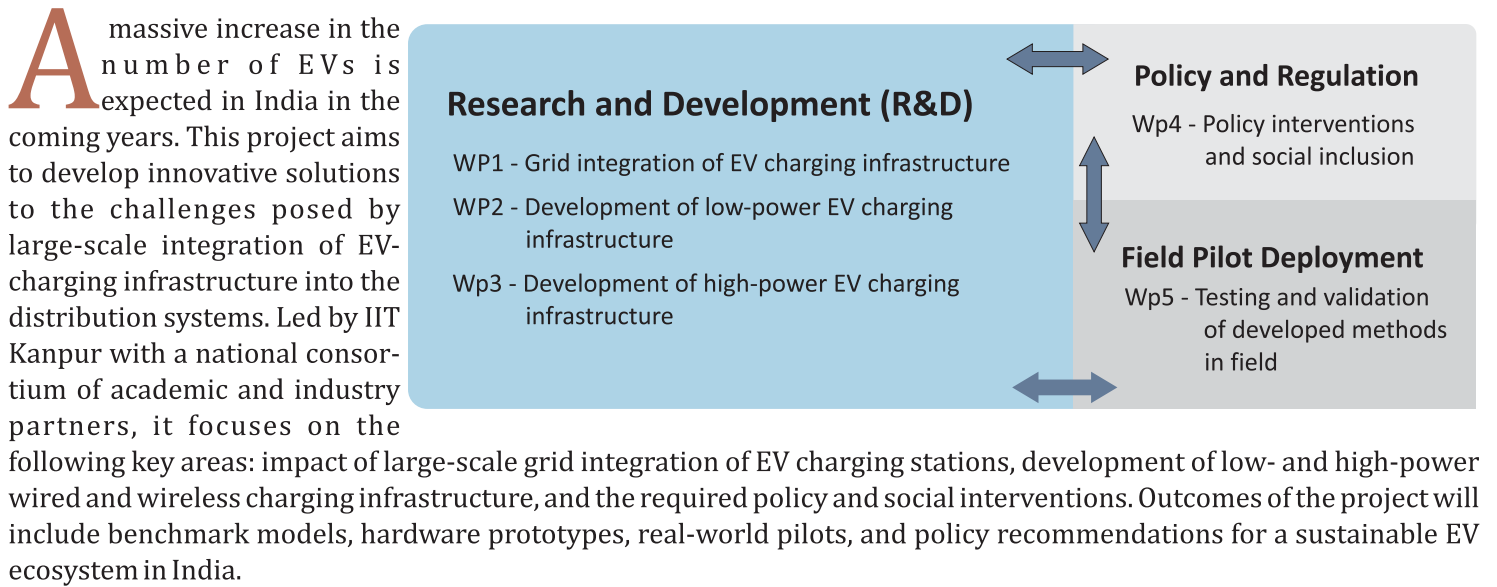 A massive increase in the
number of EVs is
expected in India in the
coming years. This project aims
to develop innovative solutions
to the challenges posed by
large-scale integration of EV-
charging infrastructure into the
distribution systems. Led by IIT
Kanpur with a national consor-
tium of academic and industry
partners, it focuses on the
following key areas: impact of large-scale grid integration of EV charging stations, development of low- and high-power
wired and wireless charging infrastructure, and the required policy and social interventions. Outcomes of the project will
include benchmark models, hardware prototypes, real-world pilots, and policy recommendations for a sustainable EV
ecosystem in India.
Research and Development (R&D)
WP1 - Grid integration of EV charging infrastructure
WP2 - Development of low-power EV charging
infrastructure
Wp3 - Development of high-power EV charging
infrastructure
Policy and Regulation
Wp4 - Policy interventions
and social inclusion
Field Pilot Deployment
Wp5 - Testing and validation
of developed methods
in field